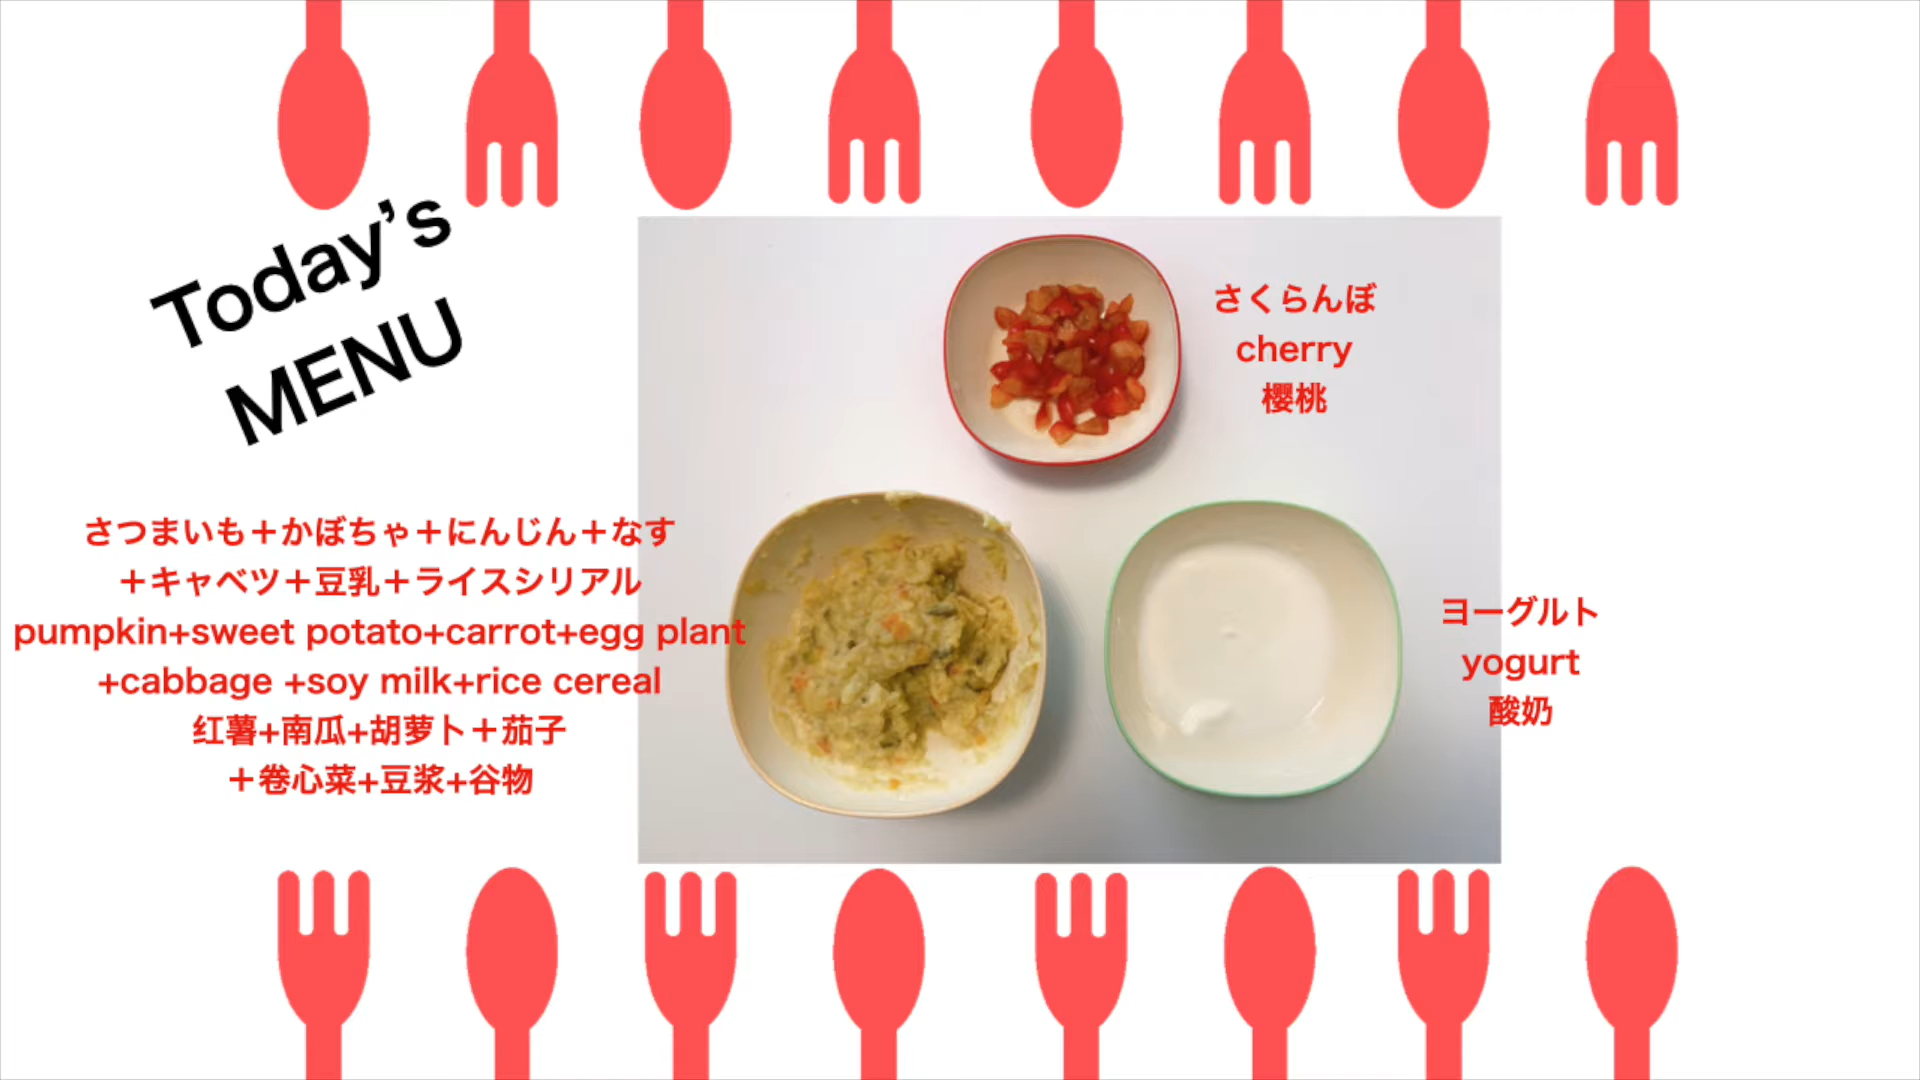 Today’s
MENU
さくらんぼ
cherry
櫻桃
さつまいも＋かぼちゃ＋にんじん＋なす
＋キャベツ＋豆乳＋ライスシリアル
pumpkin+sweet potato+carrot+egg plant
+cabbage +soy milk+rice cereal
红薯+南瓜+胡萝卜＋茄子
＋卷心菜+豆浆+谷物
ヨーグルト
yogurt
酸奶